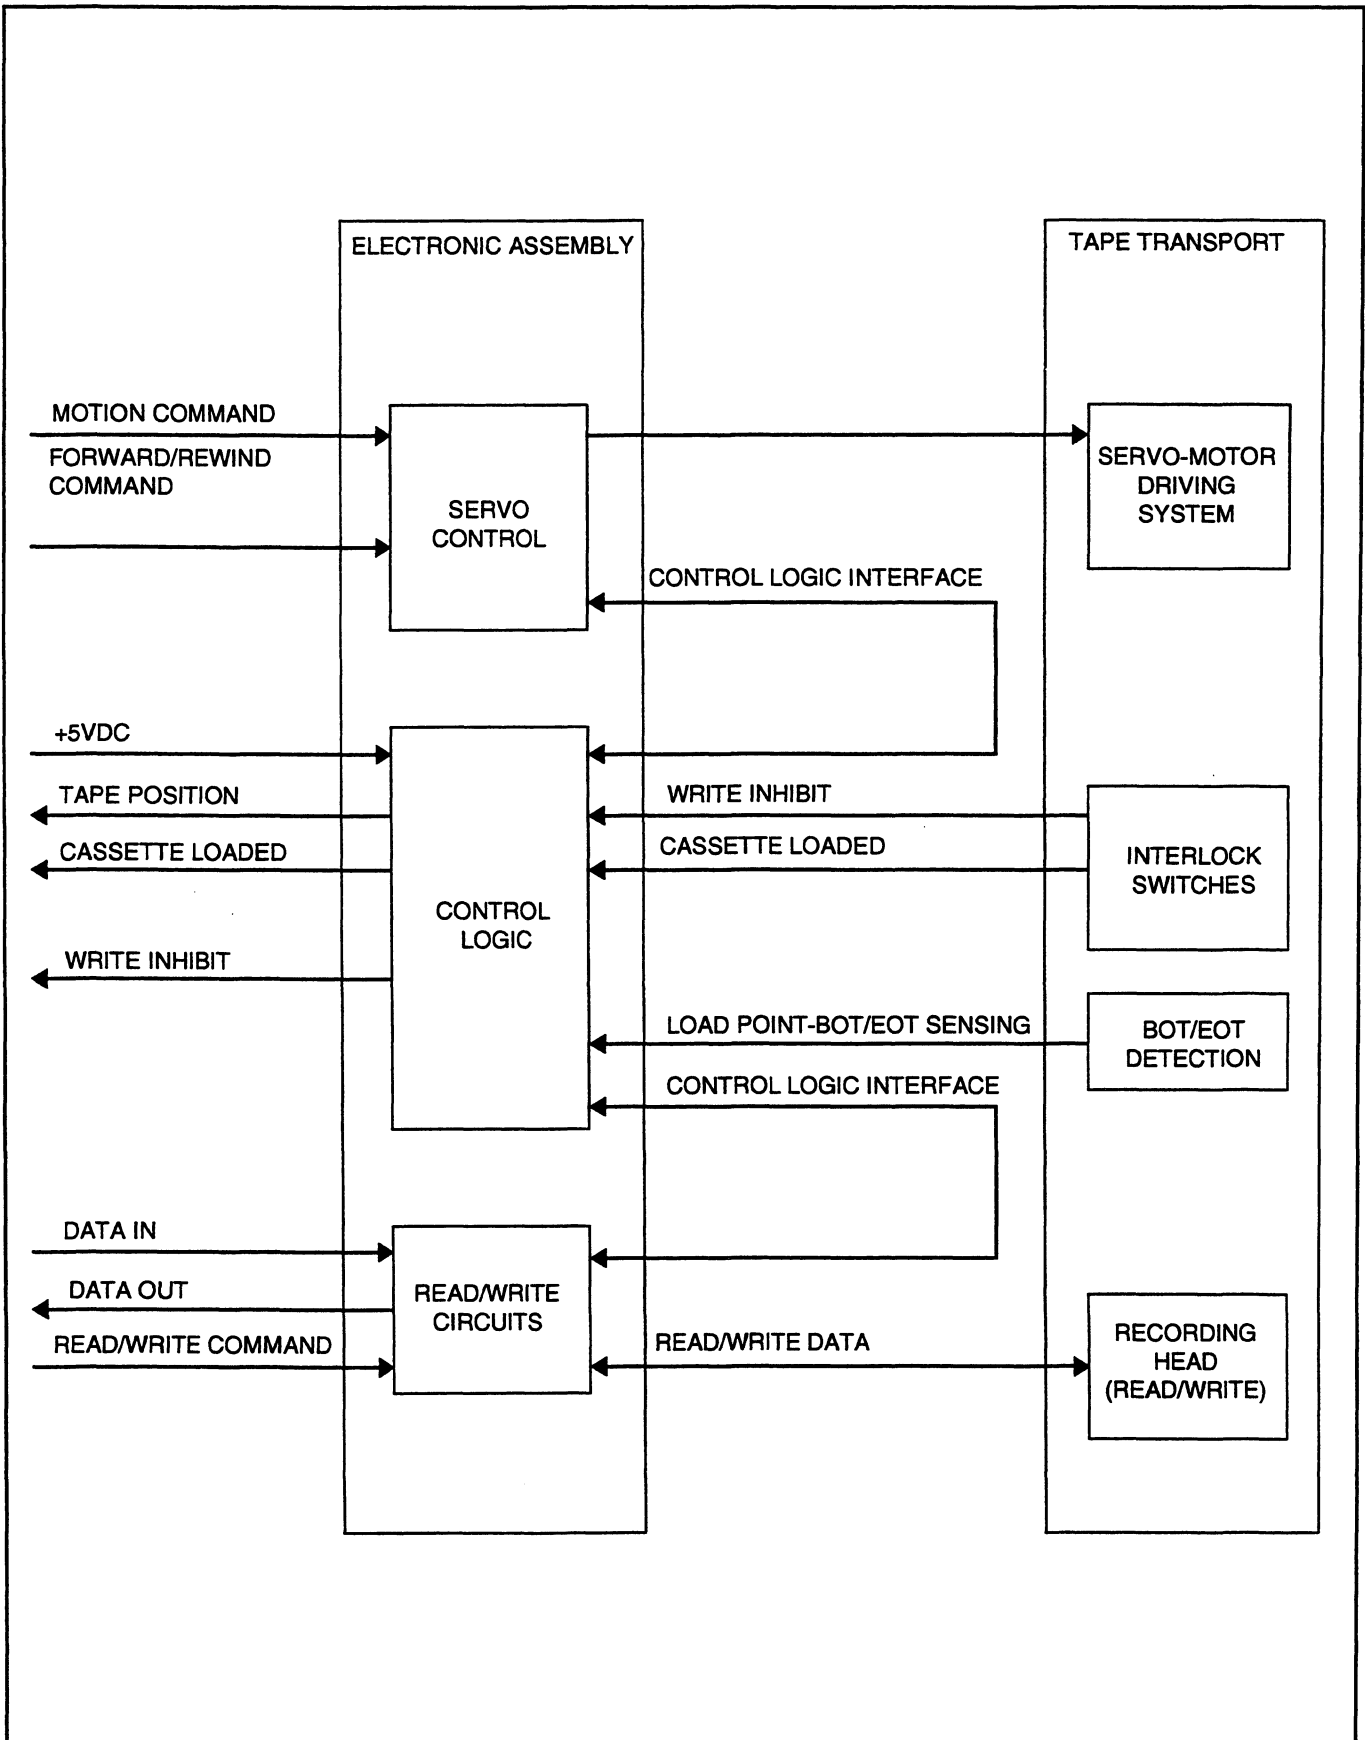 ELECTRONIC ASSEMBLY
TAPE TRANSPORT
MOTION COMMAND
FORWARD/REWIND
COMMAND
SERVO
CONTROL
SERVO-MOTOR
DRIVING
SYSTEM
CONTROL LOGIC INTERFACE
+5VDC
TAPE POSITION
CASSETTE LOADED
WRITE INHIBIT
CONTROL
LOGIC
WRITE INHIBIT
CASSETTE LOADED
INTERLOCK
SWITCHES
LOAD POINT-BOT/EOT SENSING
BOT/EOT
DETECTION
CONTROL LOGIC INTERFACE
DATA IN
DATA OUT
READ/WRITE COMMAND
READ/WRITE
CIRCUITS
READ/WRITE DATA
RECORDING
HEAD
(READ/WRITE)